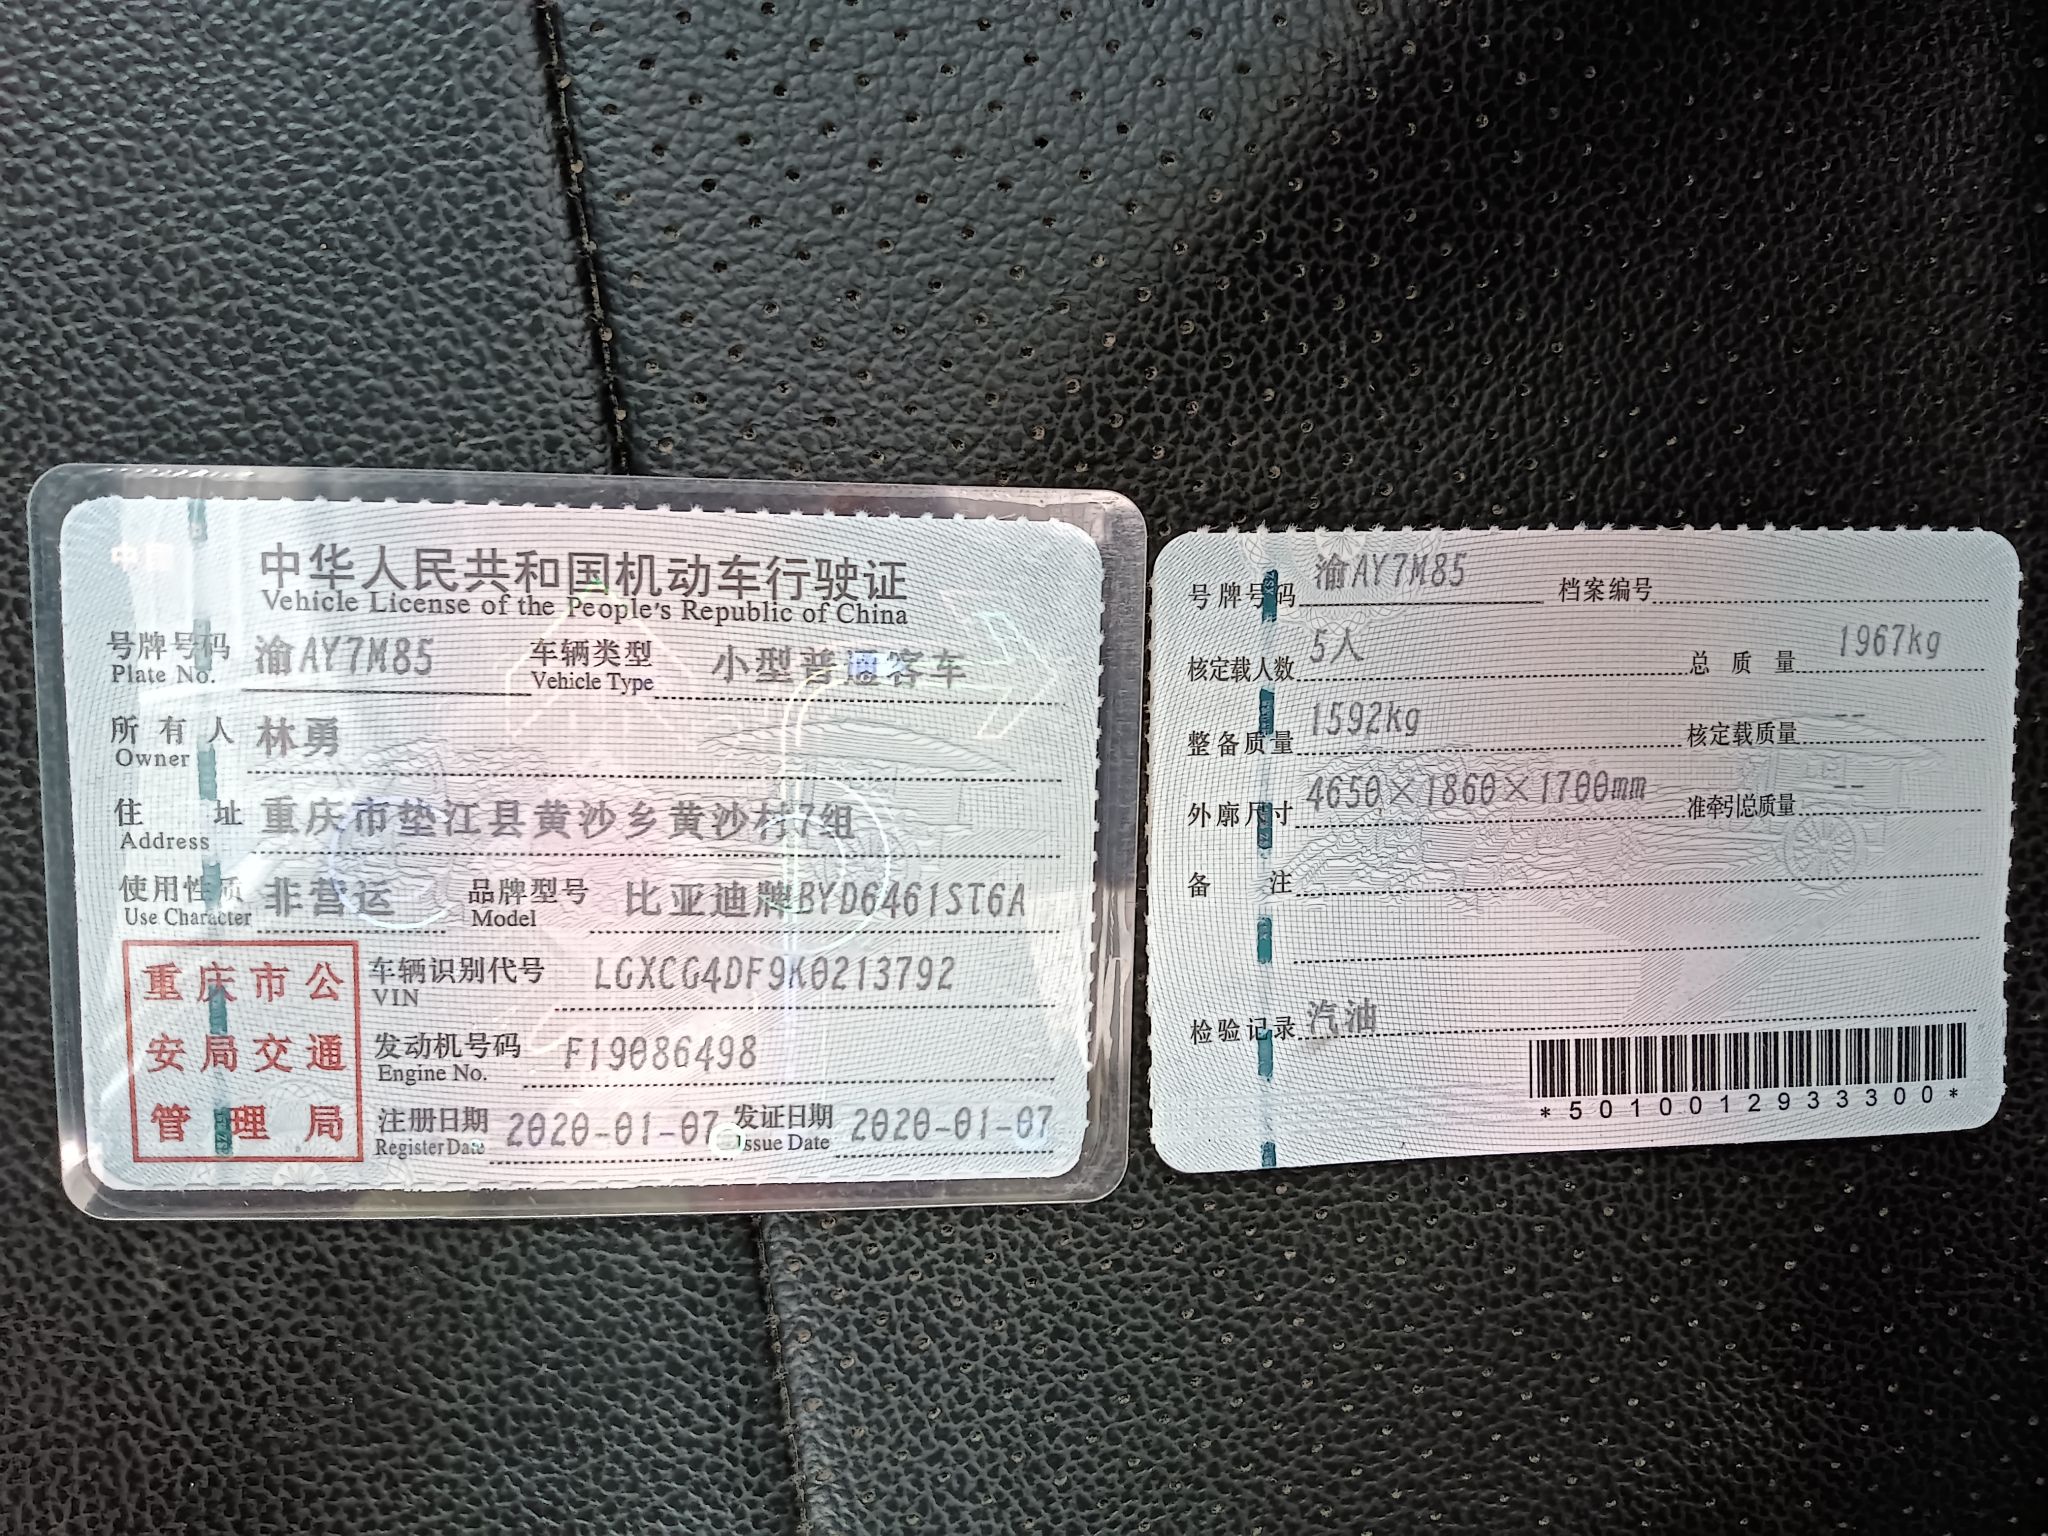 中华人民共和国机动车行驶证
Vehicle License of the People's Republic of China
号牌号码 渝AY7M85 车辆类型 小型普通客车
Plate No. Vehicle Type
所有人 林勇
Owner
住址 重庆市垫江县黄沙乡黄沙村7组
Address
使用性质 非营运 品牌型号 比亚迪牌BYD6461ST6A
Use Character Model
重庆市公
安局交通
管理局
车辆识别代号 LGXCG4DF9K0213792
VIN
发动机号码 F19086498
Engine No.
注册日期 2020-01-07 发证日期 2020-01-07
Register Date Issue Date
号牌号码 渝AY7M85 档案编号
核定载人数 5人 总质量 1967kg
整备质量 1592kg 核定载质量 --
外廓尺寸 4650×1860×1700mm 准牵引总质量 --
备注
检验记录 汽油
*5010012933300*